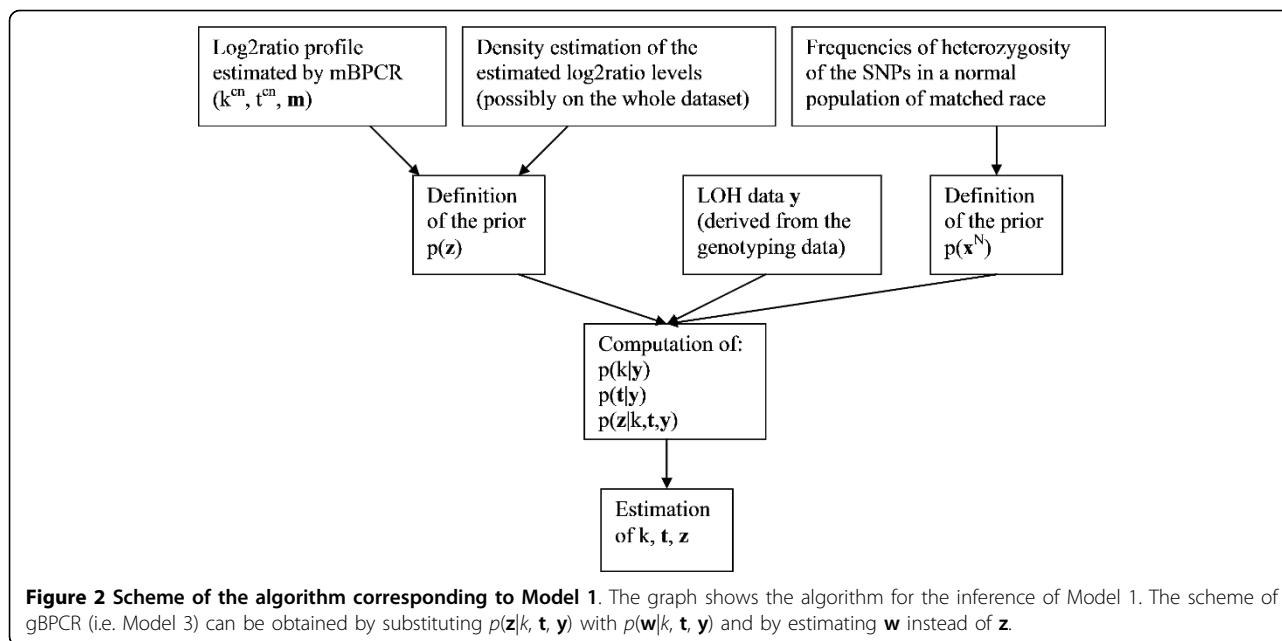 Log2ratio profile
estimated by mBPCR
(k^cn, t^cn, m)
Density estimation of the
estimated log2ratio levels
(possibly on the whole dataset)
Frequencies of heterozygosity
of the SNPs in a normal
population of matched race
Definition
of the prior
p(z)
LOH data y
(derived from the
genotyping data)
Definition
of the prior
p(x^N)
Computation of:
p(k|y)
p(t|y)
p(z|k,t,y)
Estimation
of k, t, z
Figure 2 Scheme of the algorithm corresponding to Model 1. The graph shows the algorithm for the inference of Model 1. The scheme of
gBPCR (i.e. Model 3) can be obtained by substituting p(z|k, t, y) with p(w|k, t, y) and by estimating w instead of z.